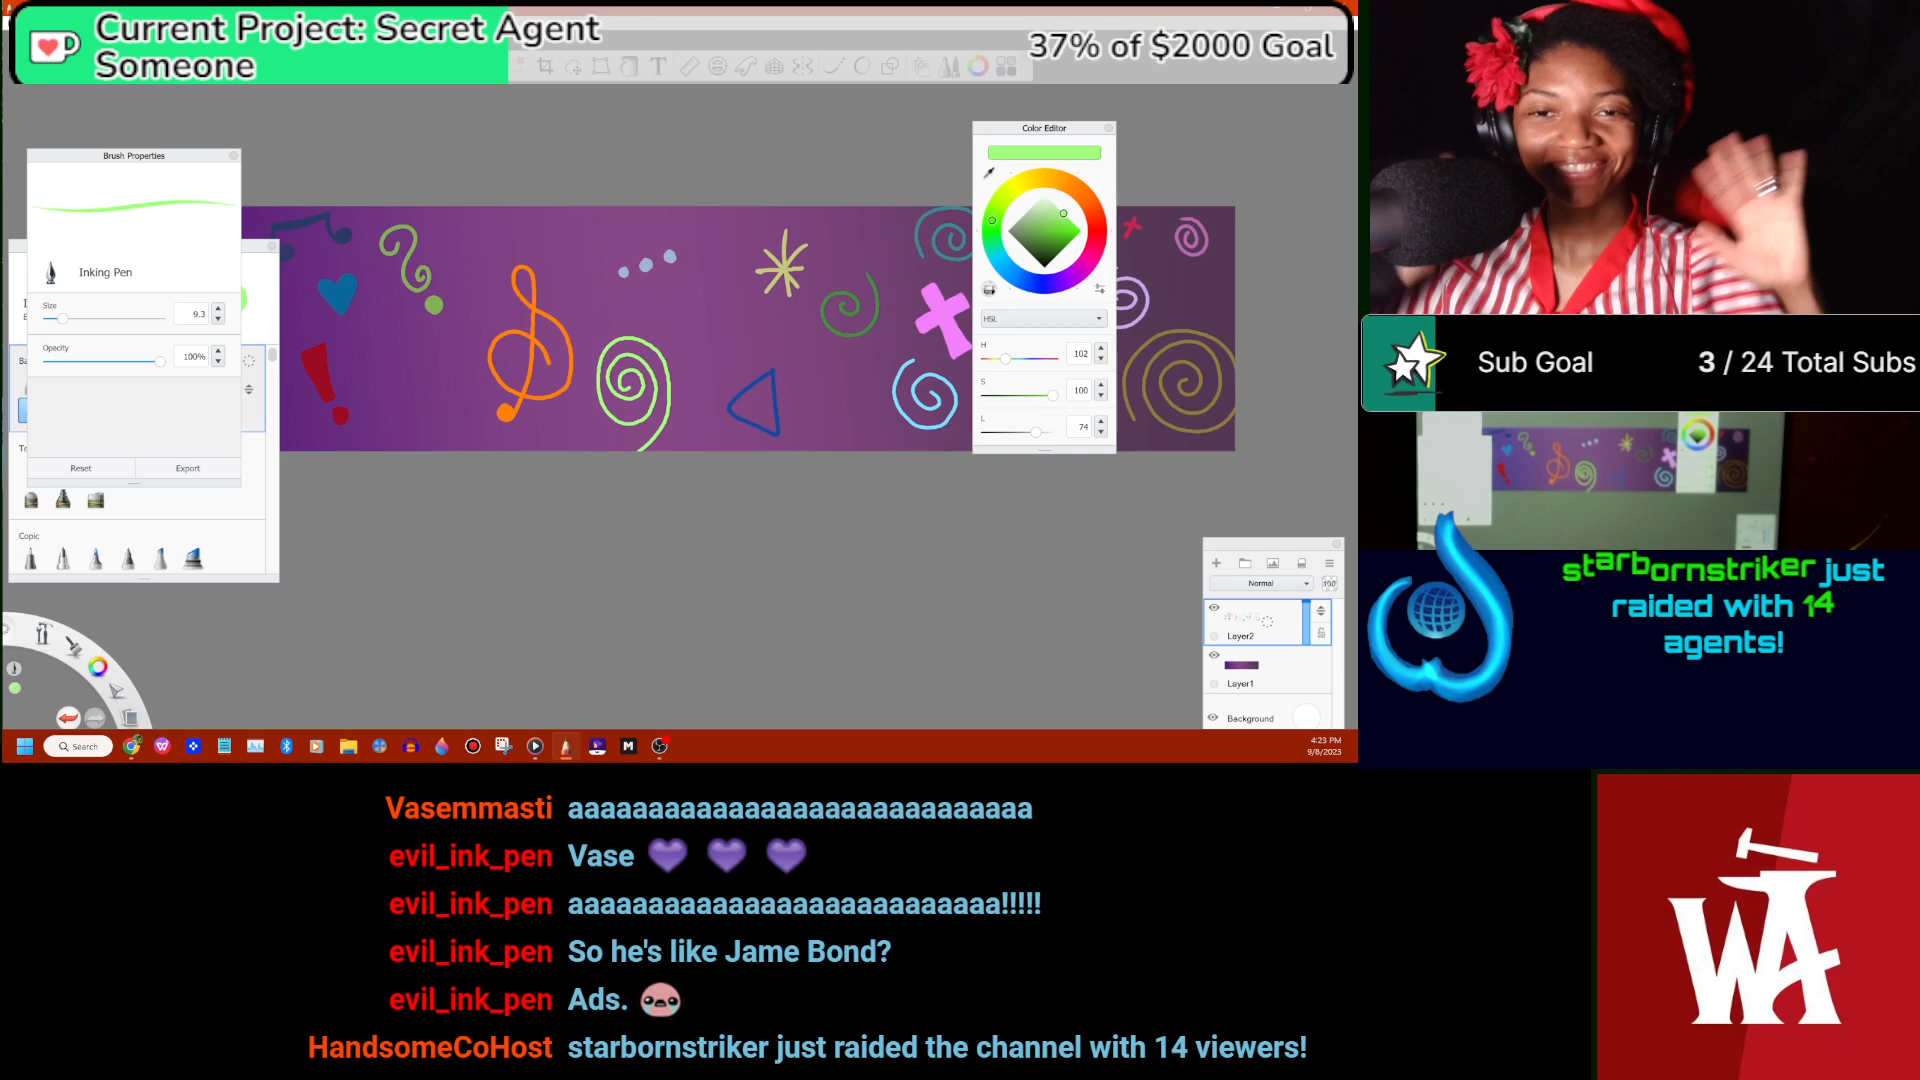 Current Project: Secret Agent
Someone
37% of $2000 Goal
Brush Properties
Inking Pen
Size
9.3
Opacity
100%
Reset
Export
Copic
Color Editor
HSL
H
102
S
100
L
74
Normal
100
Layer2
Layer1
Background
Search
4:23 PM
9/8/2023
Sub Goal
3 / 24 Total Subs
starbornstriker just
raided with 14
agents!
Vasemmasti aaaaaaaaaaaaaaaaaaaaaaaaaaaaa
evil_ink_pen Vase 💜 💜 💜
evil_ink_pen aaaaaaaaaaaaaaaaaaaaaaaaaaa!!!!!
evil_ink_pen So he's like Jame Bond?
evil_ink_pen Ads.
HandsomeCoHost starbornstriker just raided the channel with 14 viewers!
WA